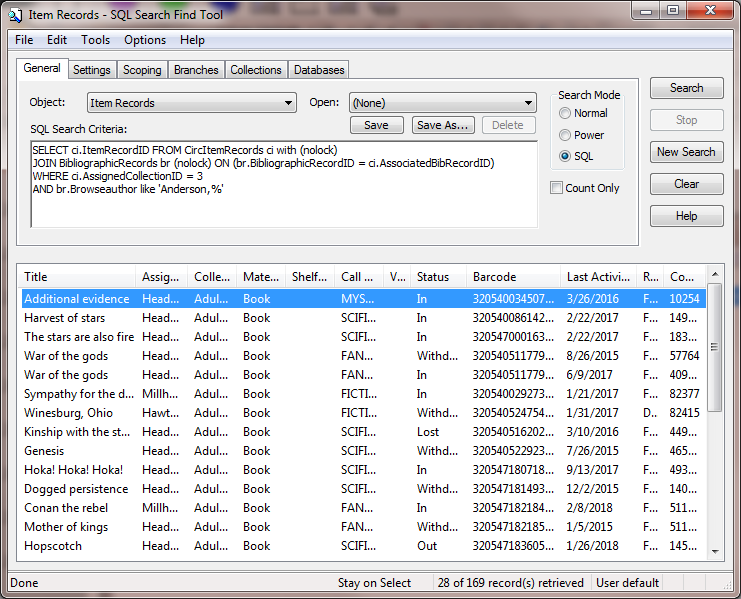 Item Records - SQL Search Find Tool
File Edit Tools Options Help
General Settings Scoping Branches Collections Databases
Object: Item Records Open: (None)
Search Mode
Normal
Power
SQL
Count Only
Search
Stop
New Search
Clear
Help
SQL Search Criteria: Save Save As... Delete
SELECT ci.ItemRecordID FROM CircItemRecords ci with (nolock)
JOIN BibliographicRecords br (nolock) ON (br.BibliographicRecordID = ci.AssociatedBibRecordID)
WHERE ci.AssignedCollectionID = 3
AND br.Browseauthor like 'Anderson,%'
Title Assig... Colle... Mate... Shelf... Call ... V... Status Barcode Last Activi... R... Co...
Additional evidence Head... Adul... Book MYS... In 320540034507... 3/26/2016 F... 10254
Harvest of stars Head... Adul... Book SCIFI... In 320540086142... 2/22/2017 F... 149...
The stars are also fire Head... Adul... Book SCIFI... In 320547000163... 2/22/2017 F... 183...
War of the gods Head... Adul... Book FAN... Withd... 320540511779... 8/26/2015 F... 57764
War of the gods Head... Adul... Book FAN... In 320540511779... 6/9/2017 F... 409...
Sympathy for the d... Millh... Adul... Book FICTI... In 320540029273... 1/21/2017 F... 82377
Winesburg, Ohio Hawt... Adul... Book FICTI... Withd... 320540524754... 1/31/2017 D.. 82415
Kinship with the st... Head... Adul... Book SCIFI... Lost 320540516202... 3/10/2016 F... 449...
Genesis Head... Adul... Book SCIFI... Withd... 320540522923... 7/26/2015 F... 465...
Hoka! Hoka! Hoka! Head... Adul... Book SCIFI... In 320547180718... 9/13/2017 F... 493...
Dogged persistence Head... Adul... Book SCIFI... Withd... 320547181493... 12/2/2015 F... 140...
Conan the rebel Millh... Adul... Book FAN... In 320547182184... 2/8/2018 F... 511...
Mother of kings Head... Adul... Book FAN... Withd... 320547182185... 1/5/2015 F... 511...
Hopscotch Head... Adul... Book SCIFI... Out 320547183605... 1/26/2018 F... 145...
Done Stay on Select 28 of 169 record(s) retrieved User default